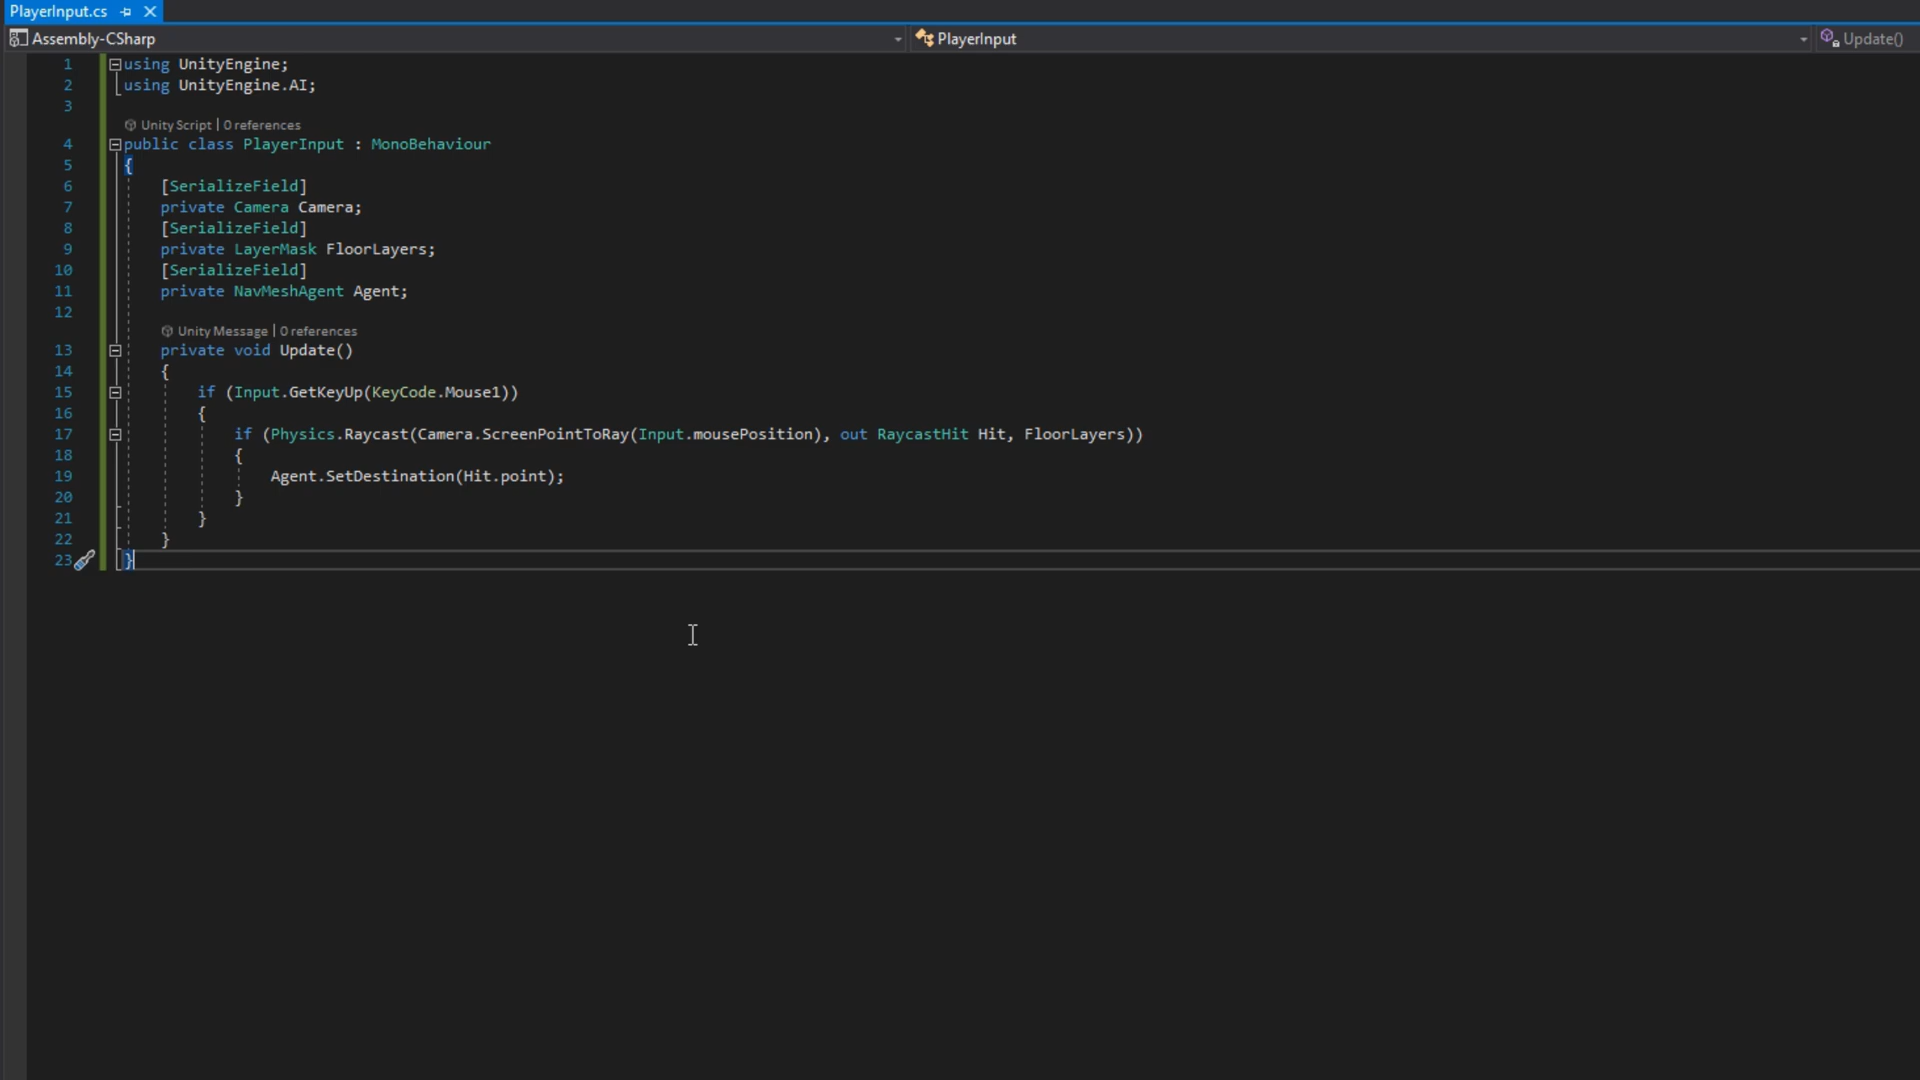 PlayerInput.cs
Assembly-CSharp PlayerInput Update()
1 using UnityEngine;
2 using UnityEngine.AI;
3
Unity Script | 0 references
4 public class PlayerInput : MonoBehaviour
5 {
6 [SerializeField]
7 private Camera Camera;
8 [SerializeField]
9 private LayerMask FloorLayers;
10 [SerializeField]
11 private NavMeshAgent Agent;
12
Unity Message | 0 references
13 private void Update()
14 {
15 if (Input.GetKeyUp(KeyCode.Mouse1))
16 {
17 if (Physics.Raycast(Camera.ScreenPointToRay(Input.mousePosition), out RaycastHit Hit, FloorLayers))
18 {
19 Agent.SetDestination(Hit.point);
20 }
21 }
22 }
23 }